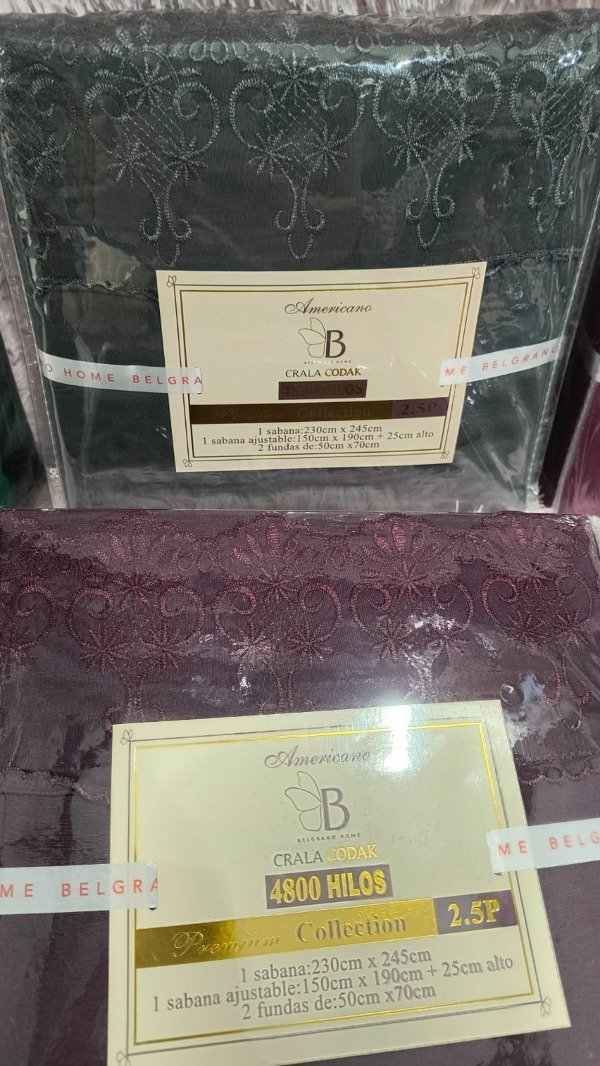 Americano
B
CRALA CODAK
O HOME BELGRA
ME BELGRANO
Collection 2.5P
1 sabana:230cm x 245cm
1 sabana ajustable:150cm x 190cm + 25cm alto
2 fundas de:50cm x70cm
Americano
B
BELGRANO HOME
CRALA CODAK
4800 HILOS
ME BELGRA
ME BELG
Premium Collection 2.5P
1 sabana:230cm x 245cm
1 sabana ajustable:150cm x 190cm + 25cm alto
2 fundas de:50cm x70cm